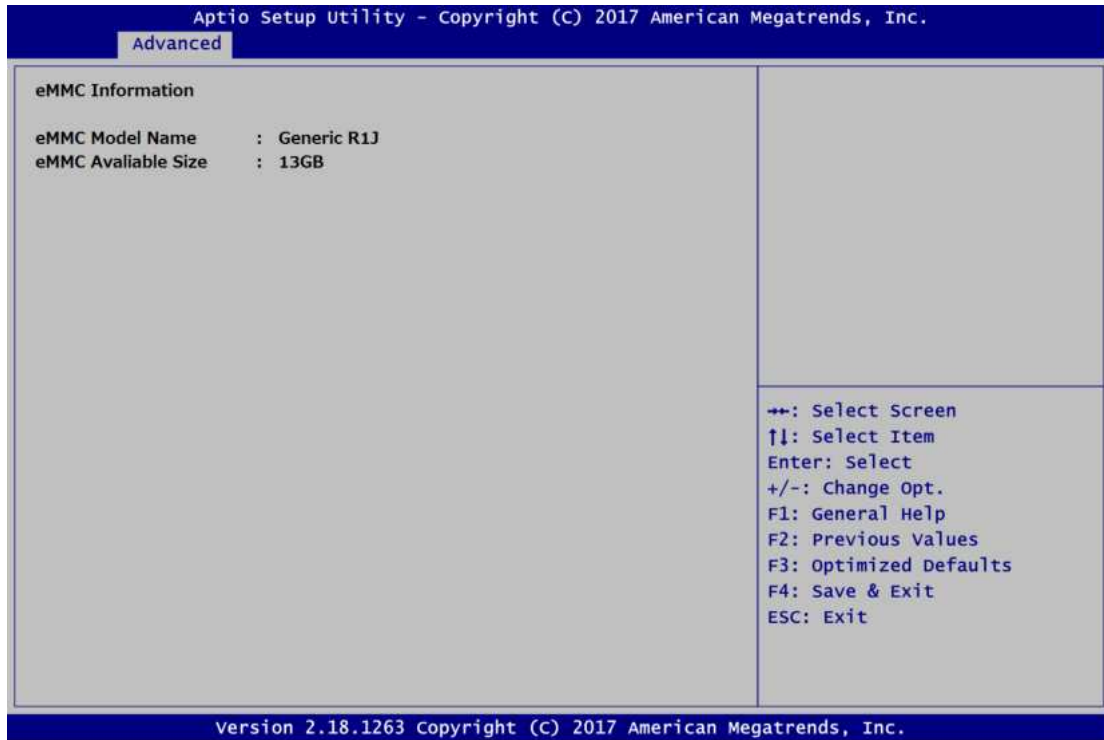 Aptio Setup Utility - Copyright (C) 2017 American Megatrends, Inc.
Advanced
eMMC Information
eMMC Model Name : Generic R1J
eMMC Avaliable Size : 13GB
→←: Select Screen
↑↓: Select Item
Enter: Select
+/-: Change Opt.
F1: General Help
F2: Previous Values
F3: Optimized Defaults
F4: Save & Exit
ESC: Exit
Version 2.18.1263 Copyright (C) 2017 American Megatrends, Inc.